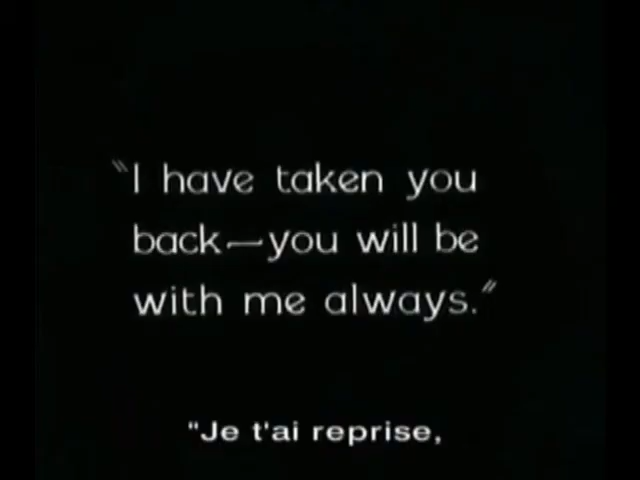 "I have taken you
back—you will be
with me always."
"Je t'ai reprise,